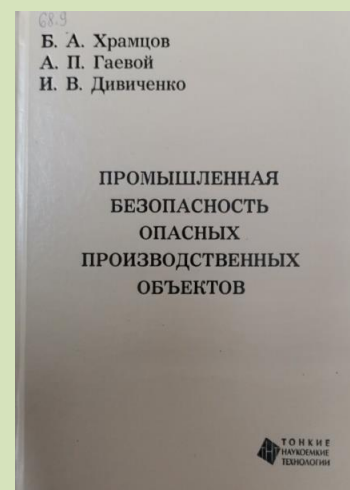 68.9
Б. А. Храмцов
А. П. Гаевой
И. В. Дивиченко
ПРОМЫШЛЕННАЯ
БЕЗОПАСНОСТЬ
ОПАСНЫХ
ПРОИЗВОДСТВЕННЫХ
ОБЪЕКТОВ
ТОНКИЕ
НАУКОЕМКИЕ
ТЕХНОЛОГИИ